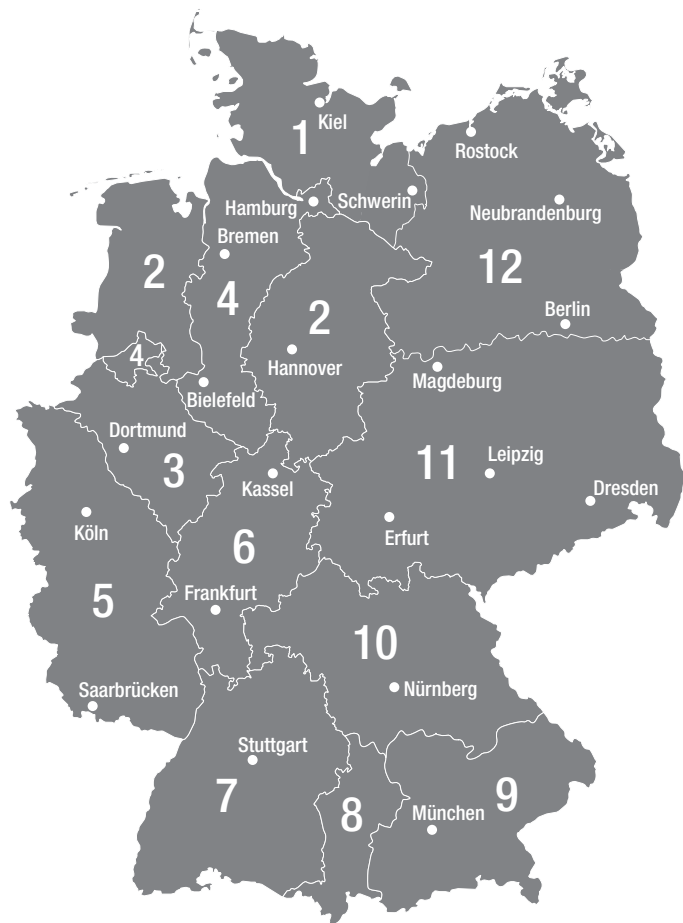 Kiel
1
Rostock
Schwerin
Hamburg
Neubrandenburg
Bremen
12
2
4
2
Berlin
4
Hannover
Magdeburg
Bielefeld
Dortmund
Leipzig
11
3
Kassel
Dresden
Köln
Erfurt
6
Frankfurt
5
10
Saarbrücken
Nürnberg
Stuttgart
7
9
8
München